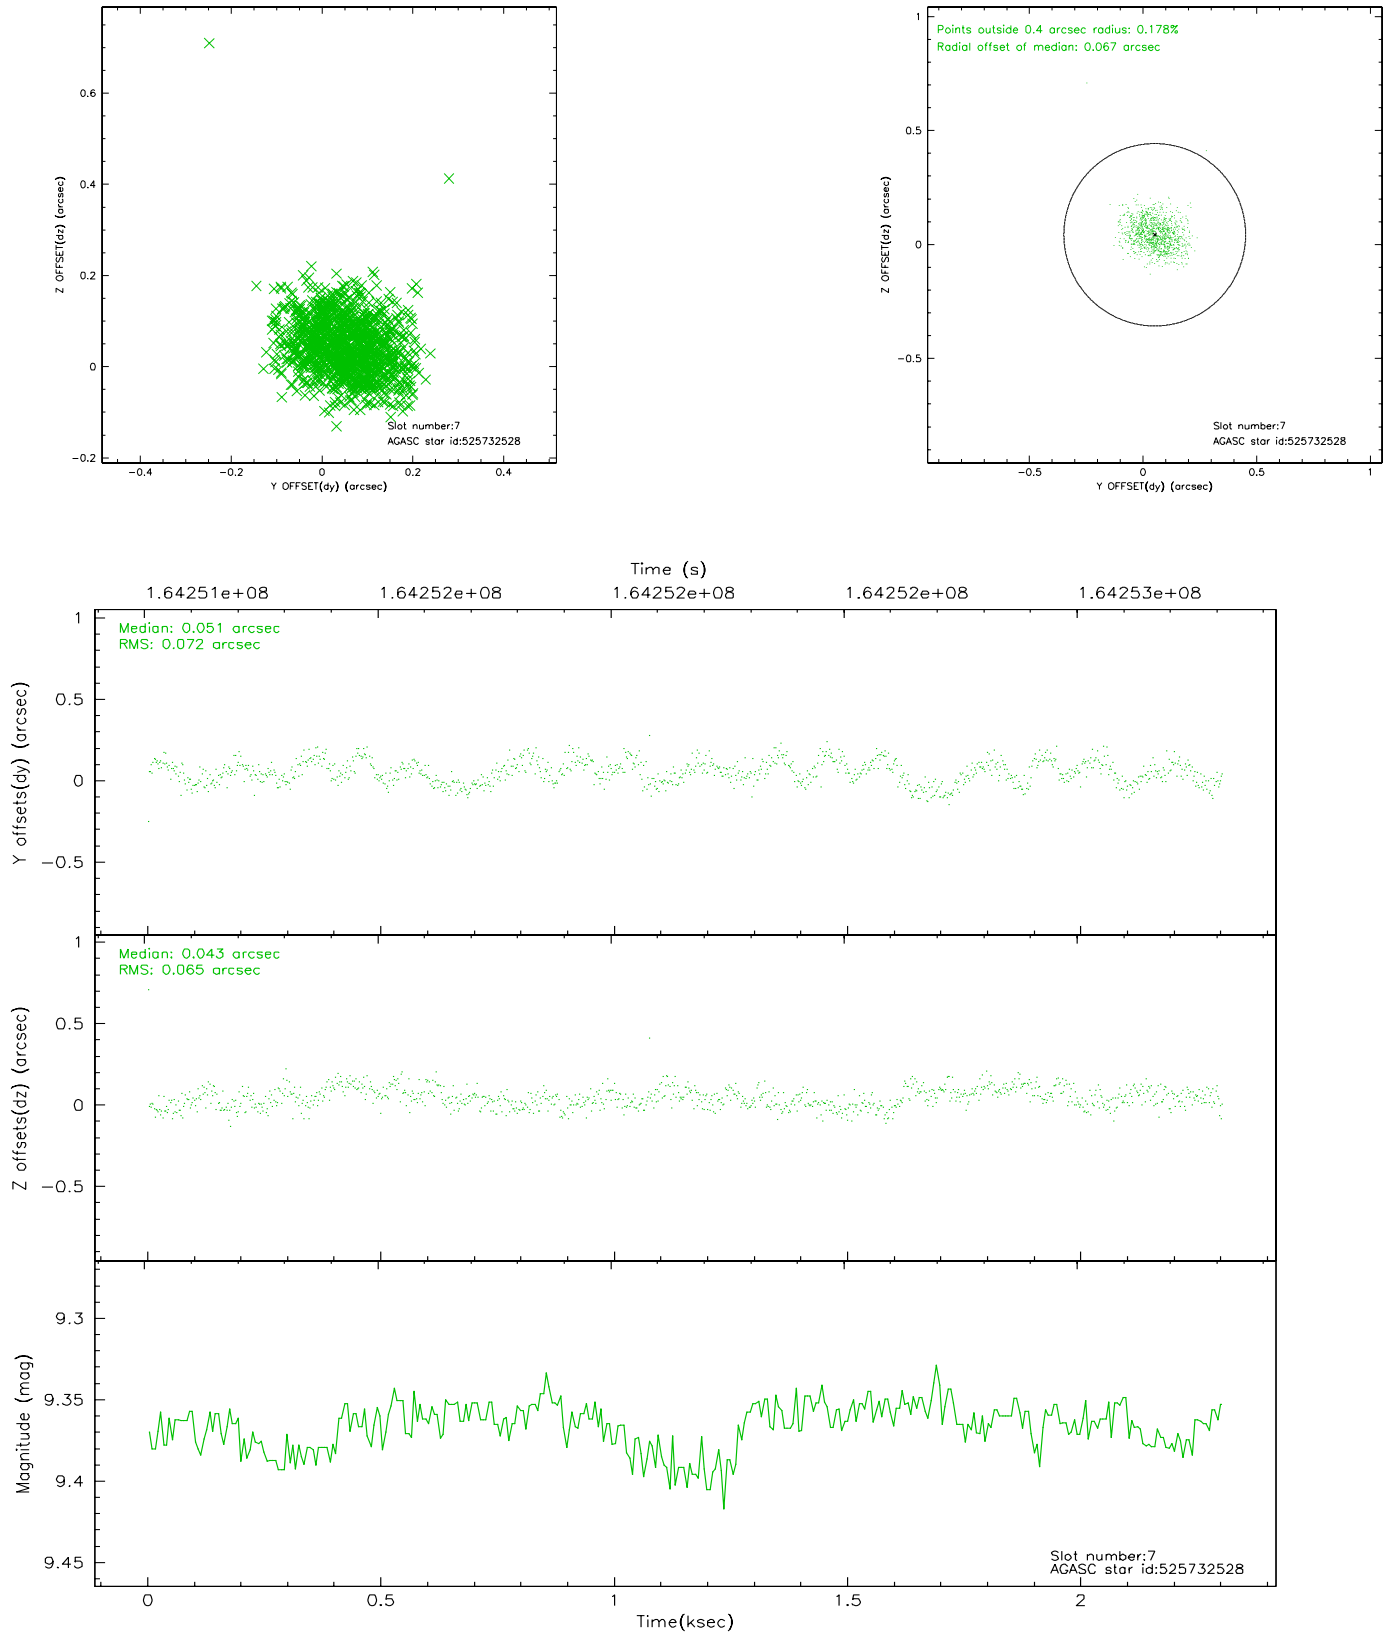 0.6
0.4
0.2
0
−0.2
−0.4
−0.2
0
0.2
0.4
Z OFFSET(dz) (arcsec)
Y OFFSET(dy) (arcsec)
Slot number:7
AGASC star id:525732528
Points outside 0.4 arcsec radius: 0.178%
Radial offset of median: 0.067 arcsec
1
0.5
0
−0.5
−0.5
0
0.5
1
Z OFFSET(dz) (arcsec)
Y OFFSET(dy) (arcsec)
Slot number:7
AGASC star id:525732528
Time (s)
1.64251e+08
1.64252e+08
1.64252e+08
1.64252e+08
1.64253e+08
Median: 0.051 arcsec
RMS: 0.072 arcsec
1
0.5
0
−0.5
Y offsets(dy) (arcsec)
Median: 0.043 arcsec
RMS: 0.065 arcsec
1
0.5
0
−0.5
Z offsets(dz) (arcsec)
9.3
9.35
9.4
9.45
Magnitude (mag)
Slot number:7
AGASC star id:525732528
0
0.5
1
1.5
2
Time(ksec)